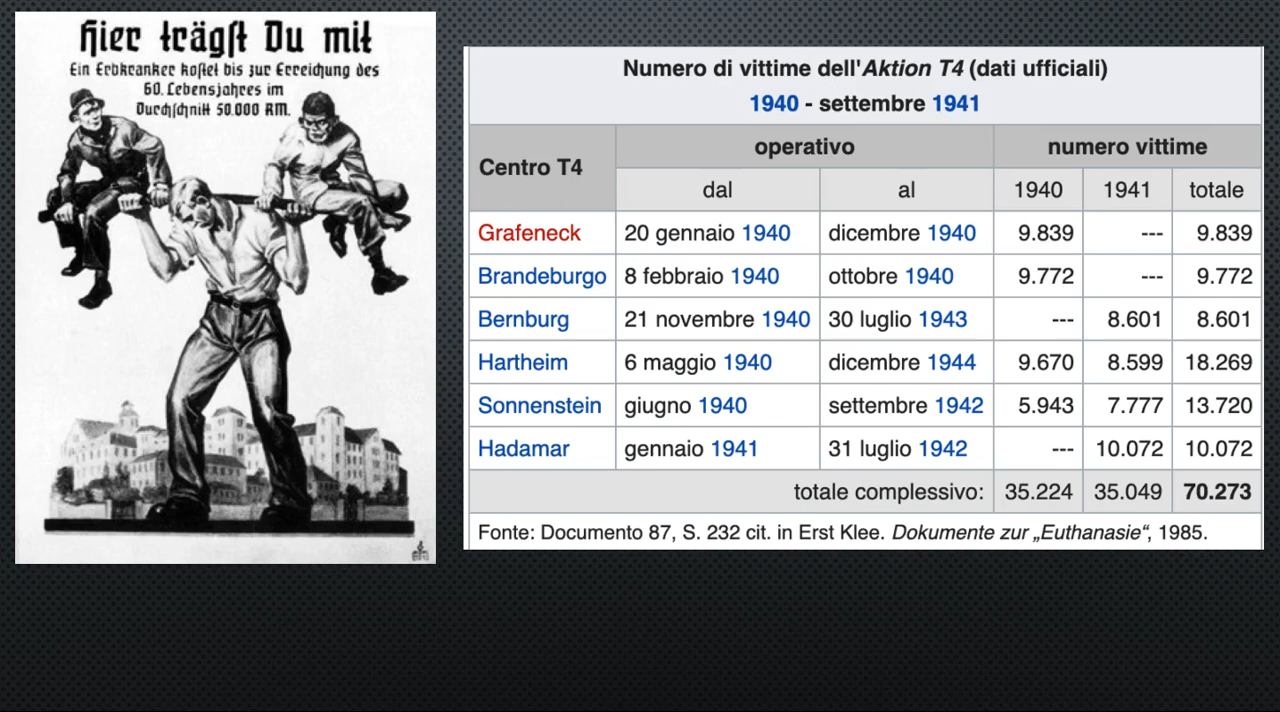 Hier trägst Du mit
Ein Erbkranker kostet bis zur Erreichung des
60. Lebensjahres im
Durchschnitt 50.000 RM.
Numero di vittime dell'Aktion T4 (dati ufficiali)
1940 - settembre 1941
Centro T4 operativo numero vittime
dal al 1940 1941 totale
Grafeneck 20 gennaio 1940 dicembre 1940 9.839 --- 9.839
Brandeburgo 8 febbraio 1940 ottobre 1940 9.772 --- 9.772
Bernburg 21 novembre 1940 30 luglio 1943 --- 8.601 8.601
Hartheim 6 maggio 1940 dicembre 1944 9.670 8.599 18.269
Sonnenstein giugno 1940 settembre 1942 5.943 7.777 13.720
Hadamar gennaio 1941 31 luglio 1942 --- 10.072 10.072
totale complessivo: 35.224 35.049 70.273
Fonte: Documento 87, S. 232 cit. in Erst Klee. Dokumente zur „Euthanasie“, 1985.